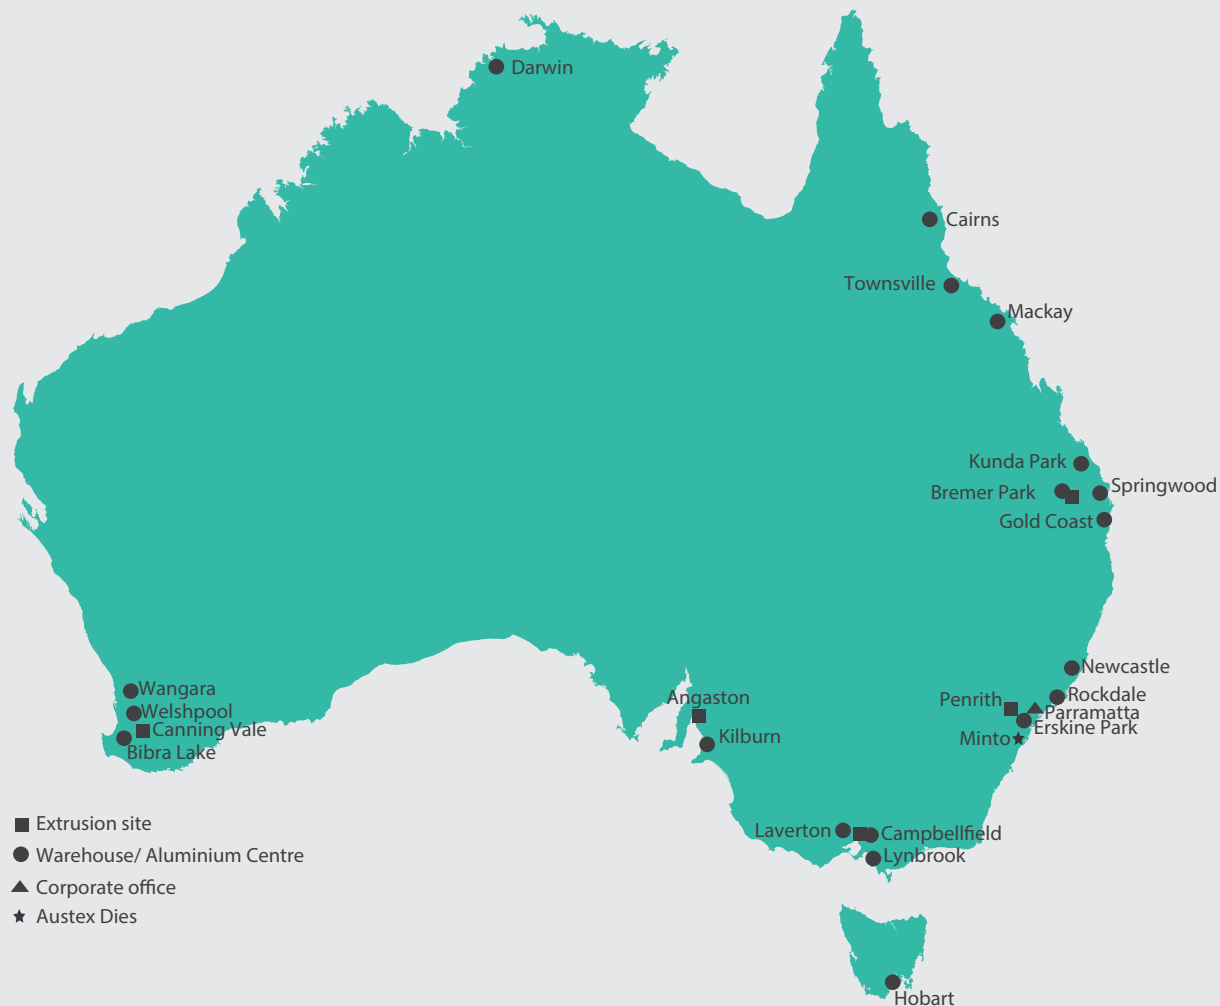 Darwin
Cairns
Townsville
Mackay
Kunda Park
Springwood
Bremer Park
Gold Coast
Newcastle
Wangara
Rockdale
Angaston
Penrith
Welshpool
Parramatta
Canning Vale
Erskine Park
Kilburn
Minto
Bibra Lake
Extrusion site
Laverton
Campbellfield
Warehouse/ Aluminium Centre
Lynbrook
Corporate office
Austex Dies
Hobart